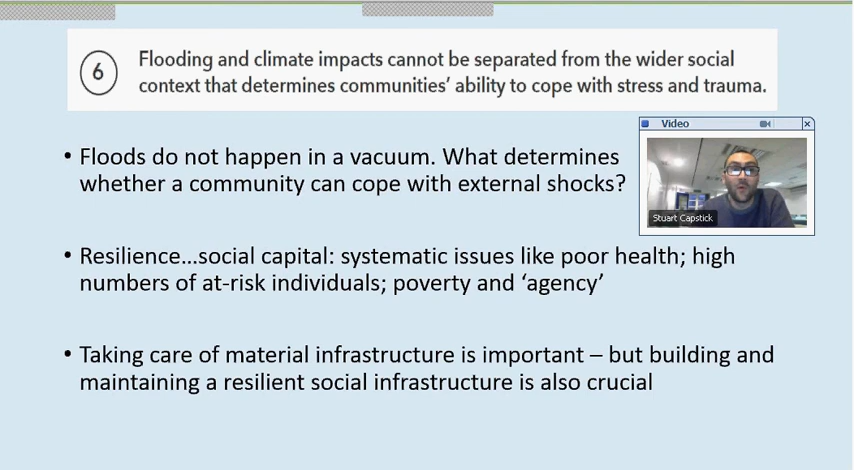 6
Flooding and climate impacts cannot be separated from the wider social
context that determines communities' ability to cope with stress and trauma.
• Floods do not happen in a vacuum. What determines
whether a community can cope with external shocks?
Video
Stuart Capstick
• Resilience...social capital: systematic issues like poor health; high
numbers of at-risk individuals; poverty and ‘agency’
• Taking care of material infrastructure is important – but building and
maintaining a resilient social infrastructure is also crucial